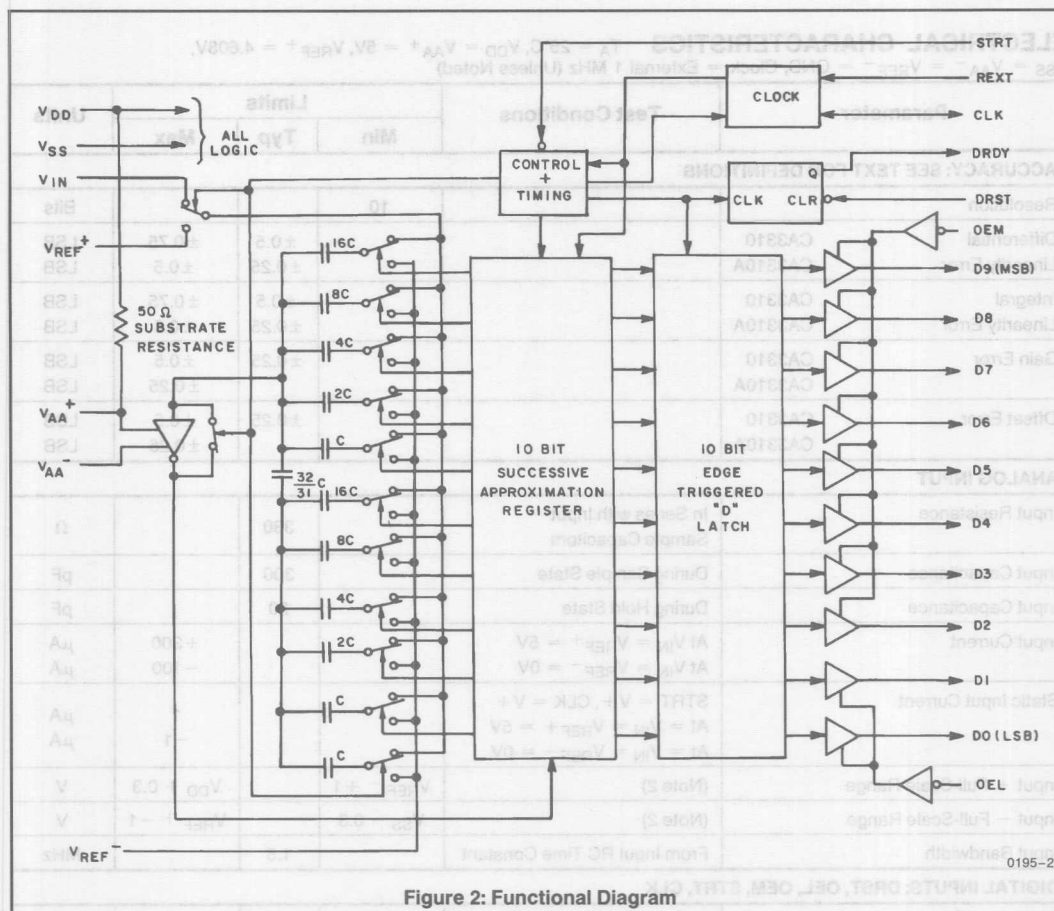 STRT
REXT
CLOCK
CLK
VDD
ALL LOGIC
VSS
CONTROL + TIMING
Q
DRDY
VIN
CLK CLR
DRST
VREF+
OEM
16C
D9 (MSB)
8C
D8
50 Ω SUBSTRATE RESISTANCE
4C
D7
2C
D6
VAA+
C
D5
VAA-
32/31 C
10 BIT SUCCESSIVE APPROXIMATION REGISTER
10 BIT EDGE TRIGGERED "D" LATCH
16C
D4
8C
D3
4C
D2
2C
D1
C
D0 (LSB)
C
OEL
VREF-
0195-2
Figure 2: Functional Diagram